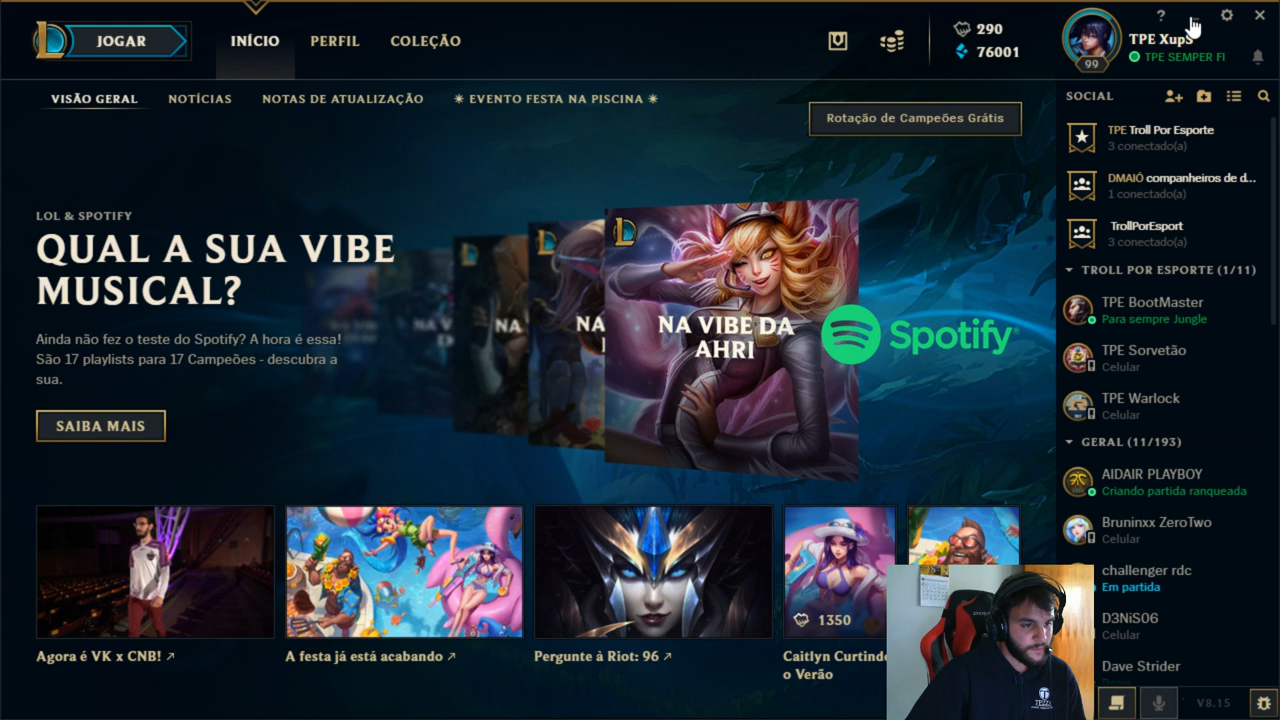 JOGAR
INÍCIO
PERFIL
COLEÇÃO
290
76001
99
?
TPE XupS
TPE SEMPER FI
VISÃO GERAL
NOTÍCIAS
NOTAS DE ATUALIZAÇÃO
☀ EVENTO FESTA NA PISCINA ☀
Rotação de Campeões Grátis
LOL & SPOTIFY
QUAL A SUA VIBE
MUSICAL?
Ainda não fez o teste do Spotify? A hora é essa!
São 17 playlists para 17 Campeões - descubra a
sua.
SAIBA MAIS
NA
NA
NA VIBE DA
AHRI
Spotify
Agora é VK x CNB! ↗
A festa já está acabando ↗
Pergunte à Riot: 96 ↗
1350
Caitlyn Curtindo
o Verão
SOCIAL
TPE Troll Por Esporte
3 conectado(a)
DMAIÓ companheiros de d...
1 conectado(a)
TrollPorEsport
3 conectado(a)
TROLL POR ESPORTE (1/11)
TPE BootMaster
Para sempre Jungle
TPE Sorvetão
Celular
TPE Warlock
Celular
GERAL (11/193)
AIDAIR PLAYBOY
Criando partida ranqueada
Bruninxx ZeroTwo
Celular
challenger rdc
Em partida
D3NiS06
Celular
Dave Strider
V8.15